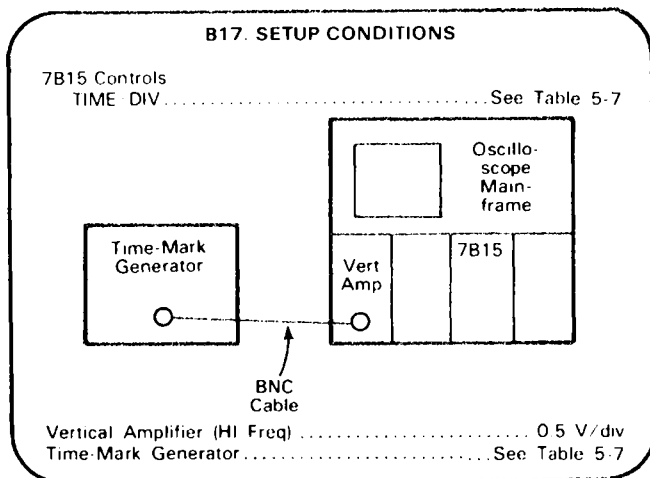 B17. SETUP CONDITIONS
7B15 Controls
TIME DIV...................................See Table 5-7
Oscillo-
scope
Main-
frame
Time-Mark
Generator
Vert
Amp
7B15
BNC
Cable
Vertical Amplifier (HI Freq)........................0.5 V/div
Time-Mark Generator..........................See Table 5-7